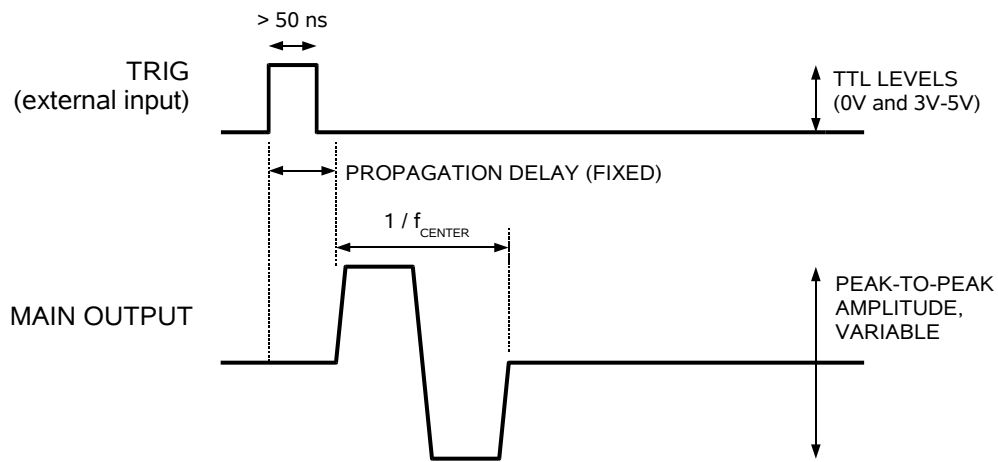 > 50 ns
TRIG
(external input)
TTL LEVELS
(0V and 3V-5V)
PROPAGATION DELAY (FIXED)
1 / fCENTER
MAIN OUTPUT
PEAK-TO-PEAK
AMPLITUDE,
VARIABLE